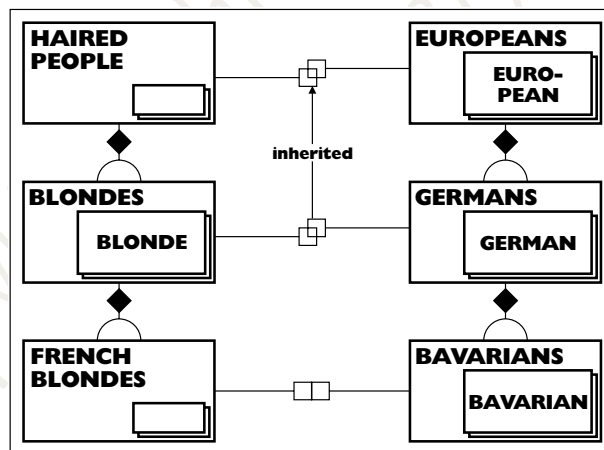 HAIRED
PEOPLE
EUROPEANS
EURO-
PEAN
inherited
BLONDES
BLONDE
GERMANS
GERMAN
FRENCH
BLONDES
BAVARIANS
BAVARIAN